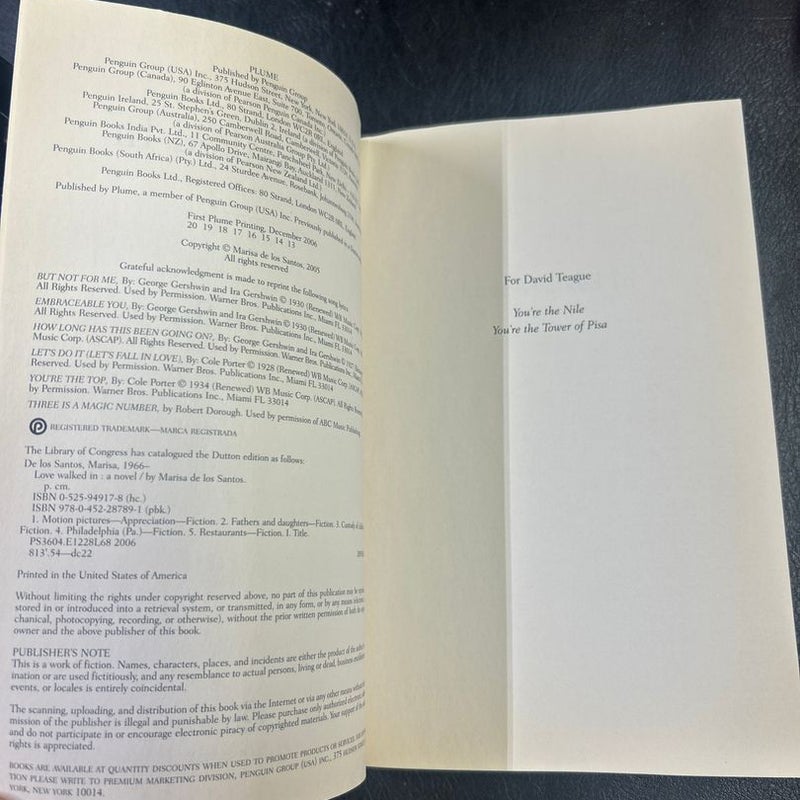 PLUME
Published by Penguin Group
Penguin Group (USA) Inc., 375 Hudson Street, New York, New York 10014,
Penguin Group (Canada), 90 Eglinton Avenue East, Suite 700, Toronto,
(a division of Pearson Penguin Canada Inc.)
Penguin Books Ltd., 80 Strand, London WC2R 0RL, England
Penguin Ireland, 25 St. Stephen's Green, Dublin 2, Ireland (a division of
Penguin Group (Australia), 250 Camberwell Road, Camberwell, Victoria
(a division of Pearson Australia Group Pty. Ltd.)
Penguin Books India Pvt. Ltd., 11 Community Centre, Panchsheel Park, New Delhi
Penguin Books (NZ), 67 Apollo Drive, Mairangi Bay, Auckland 1311, New Zealand
(a division of Pearson New Zealand Ltd.)
Penguin Books (South Africa) (Pty.) Ltd., 24 Sturdee Avenue, Rosebank, Johannesburg
Penguin Books Ltd., Registered Offices: 80 Strand, London WC2R 0RL, England
Published by Plume, a member of Penguin Group (USA) Inc. Previously published in a
First Plume Printing, December 2006
20 19 18 17 16 15 14 13
Copyright © Marisa de los Santos, 2005
All rights reserved
Grateful acknowledgment is made to reprint the following song lyrics:
BUT NOT FOR ME, By: George Gershwin and Ira Gershwin © 1930 (Renewed) WB Music
All Rights Reserved. Used by Permission. Warner Bros. Publications Inc., Miami FL
EMBRACEABLE YOU, By: George Gershwin and Ira Gershwin © 1930 (Renewed) WB Music
All Rights Reserved. Used by Permission. Warner Bros. Publications Inc., Miami FL
HOW LONG HAS THIS BEEN GOING ON?, By: George Gershwin and Ira Gershwin © 1927
Music Corp. (ASCAP). All Rights Reserved. Used by Permission. Warner Bros. Publications
LET'S DO IT (LET'S FALL IN LOVE), By: Cole Porter © 1928 (Renewed) WB Music Corp. (ASCAP)
All Rights Reserved. Used by Permission. Warner Bros. Publications Inc., Miami FL 33014
YOU'RE THE TOP, By: Cole Porter © 1934 (Renewed) WB Music Corp. (ASCAP). All Rights Reserved.
by Permission. Warner Bros. Publications Inc., Miami FL 33014
THREE IS A MAGIC NUMBER, by Robert Dorough. Used by permission of ABC Music Publishing
P REGISTERED TRADEMARK—MARCA REGISTRADA
The Library of Congress has catalogued the Dutton edition as follows:
De los Santos, Marisa, 1966–
Love walked in : a novel / by Marisa de los Santos.
p. cm.
ISBN 0-525-94917-8 (hc.)
ISBN 978-0-452-28789-1 (pbk.)
1. Motion pictures—Appreciation—Fiction. 2. Fathers and daughters—Fiction. 3. Custody of
Fiction. 4. Philadelphia (Pa.)—Fiction. 5. Restaurants—Fiction. I. Title.
PS3604.E1228L68 2006
813'.54—dc22
Printed in the United States of America
Without limiting the rights under copyright reserved above, no part of this publication may be
stored in or introduced into a retrieval system, or transmitted, in any form, or by any means
chanical, photocopying, recording, or otherwise), without the prior written permission of both the
owner and the above publisher of this book.
PUBLISHER'S NOTE
This is a work of fiction. Names, characters, places, and incidents are either the product of the
ination or are used fictitiously, and any resemblance to actual persons, living or dead, business
events, or locales is entirely coincidental.
The scanning, uploading, and distribution of this book via the Internet or via any other means without
mission of the publisher is illegal and punishable by law. Please purchase only authorized
and do not participate in or encourage electronic piracy of copyrighted materials. Your support of
rights is appreciated.
BOOKS ARE AVAILABLE AT QUANTITY DISCOUNTS WHEN USED TO PROMOTE PRODUCTS OR SERVICES.
TION PLEASE WRITE TO PREMIUM MARKETING DIVISION, PENGUIN GROUP (USA) INC., 375 HUDSON
YORK, NEW YORK 10014.
For David Teague
You're the Nile
You're the Tower of Pisa